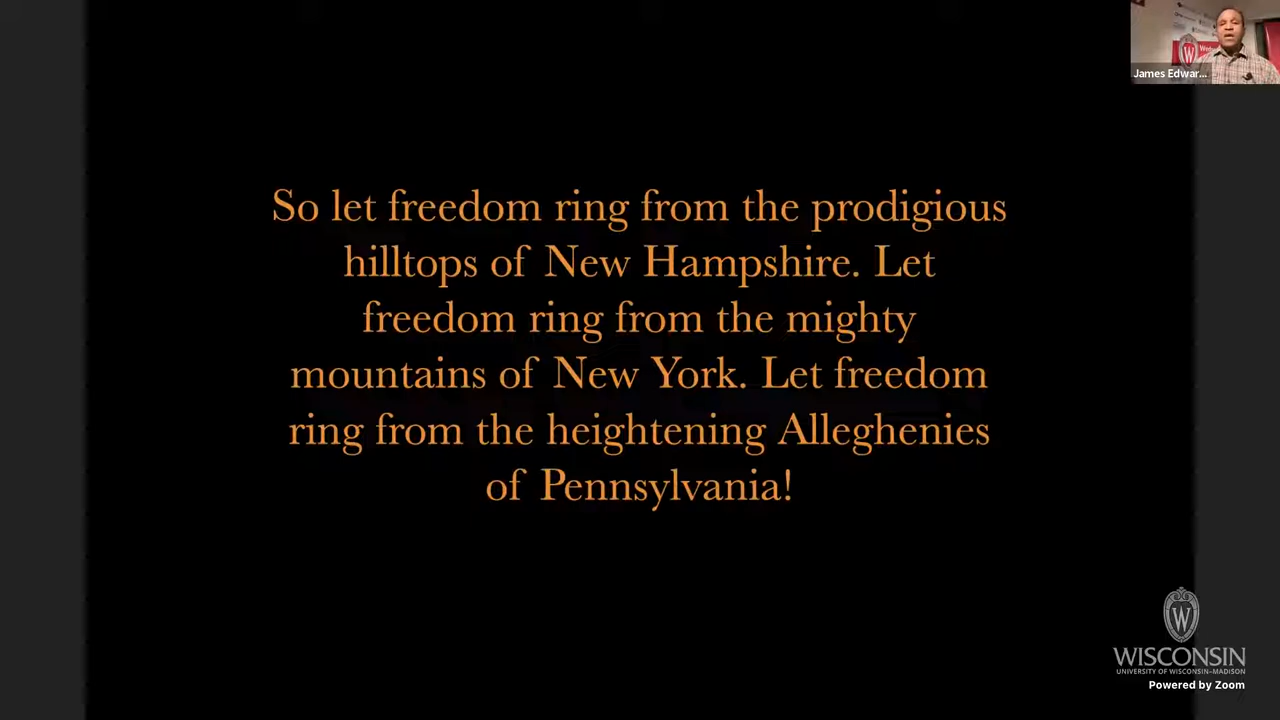 James Edwar...
So let freedom ring from the prodigious
hilltops of New Hampshire. Let
freedom ring from the mighty
mountains of New York. Let freedom
ring from the heightening Alleghenies
of Pennsylvania!
W
WISCONSIN
UNIVERSITY OF WISCONSIN–MADISON
Powered by Zoom